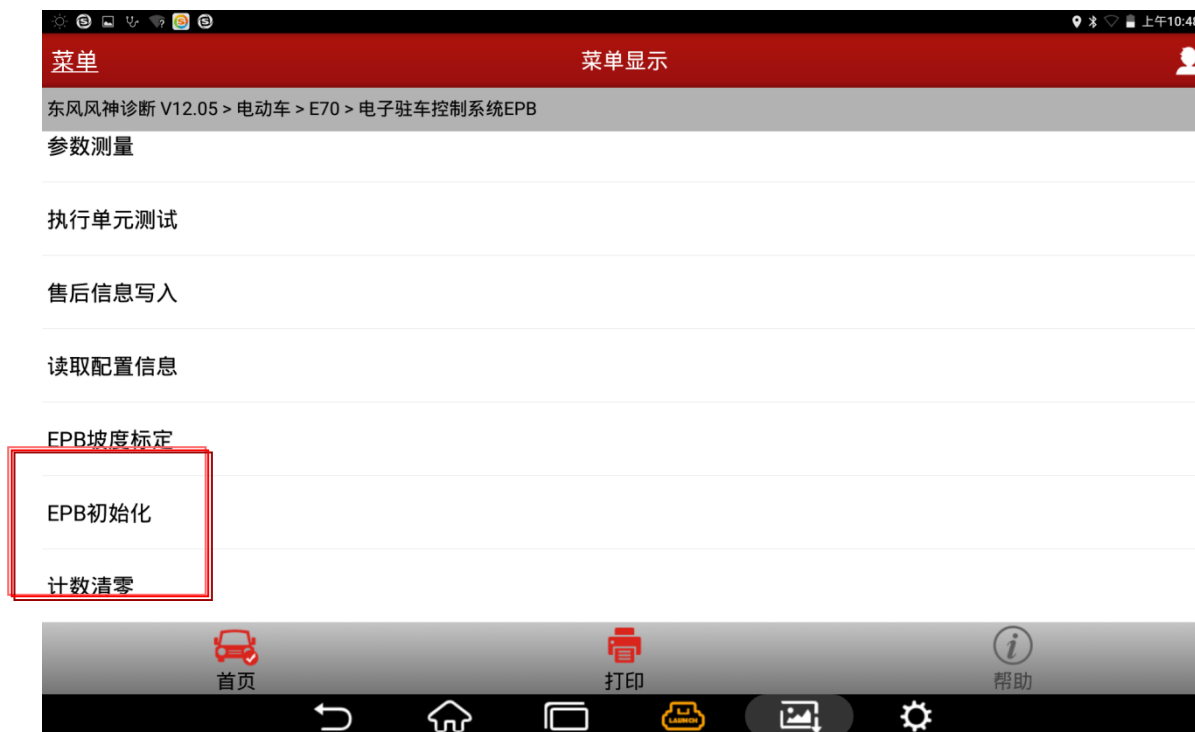 上午10:48
菜单
菜单显示
东风风神诊断 V12.05 > 电动车 > E70 > 电子驻车控制系统EPB
参数测量
执行单元测试
售后信息写入
读取配置信息
EPB坡度标定
EPB初始化
计数清零
首页
打印
帮助
LAUNCH